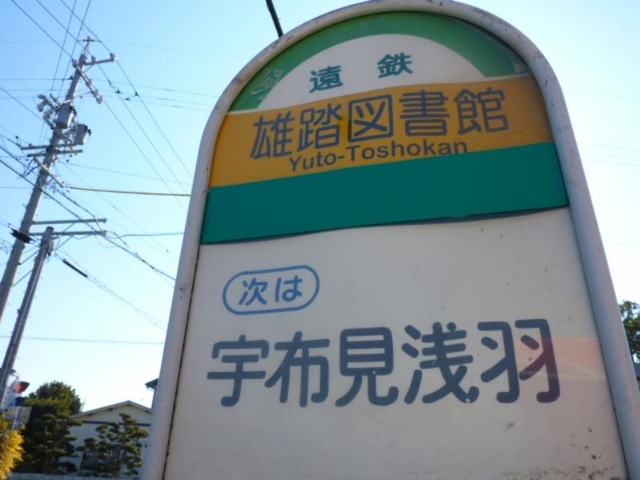 遠鉄
雄踏図書館
Yuto-Toshokan
次は
宇布見浅羽